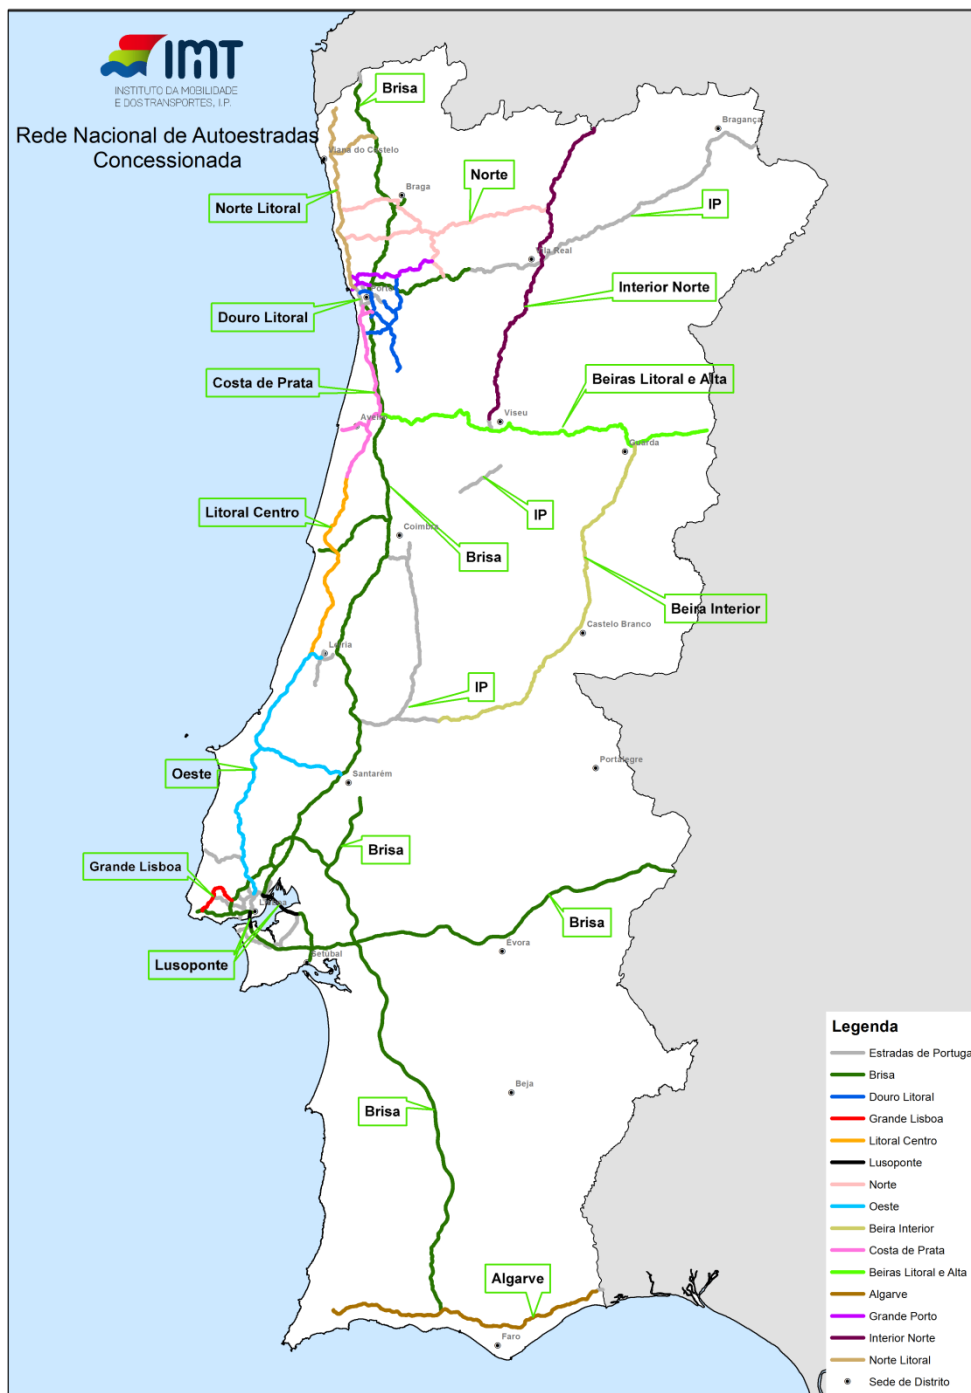 IMT
INSTITUTO DA MOBILIDADE
E DOS TRANSPORTES, I.P.
Rede Nacional de Autoestradas
Concessionada
Brisa
Bragança
Viana do Castelo
Norte
Braga
IP
Norte Litoral
Vila Real
Interior Norte
Porto
Douro Litoral
Beiras Litoral e Alta
Costa de Prata
Viseu
Aveiro
Guarda
Litoral Centro
IP
Coimbra
Brisa
Beira Interior
Castelo Branco
Leiria
IP
Portalegre
Oeste
Santarém
Brisa
Grande Lisboa
Lisboa
Brisa
Évora
Lusoponte
Setúbal
Beja
Brisa
Algarve
Faro
Legenda
Estradas de Portuga
Brisa
Douro Litoral
Grande Lisboa
Litoral Centro
Lusoponte
Norte
Oeste
Beira Interior
Costa de Prata
Beiras Litoral e Alta
Algarve
Grande Porto
Interior Norte
Norte Litoral
Sede de Distrito